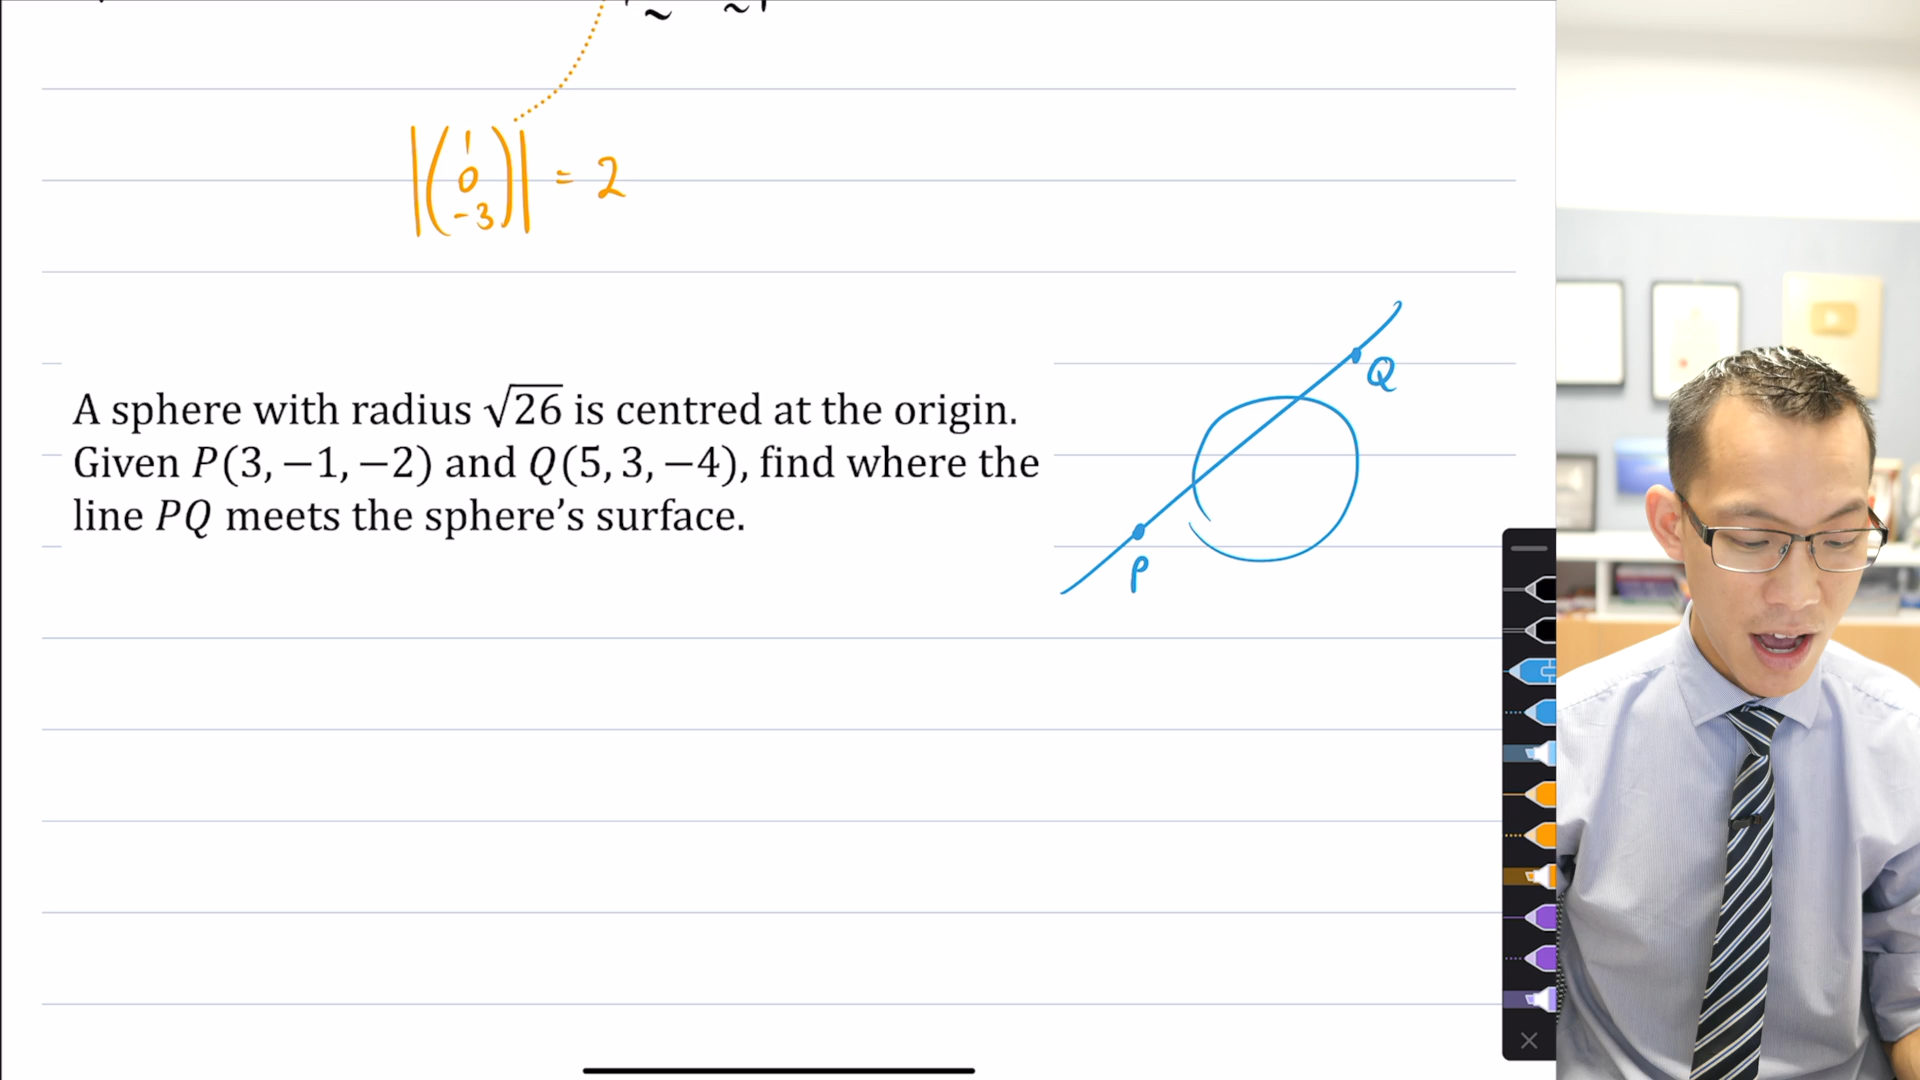 |(1 0 -3)| = 2
A sphere with radius √26 is centred at the origin.
Given P(3, −1, −2) and Q(5, 3, −4), find where the
line PQ meets the sphere’s surface.
Q
P